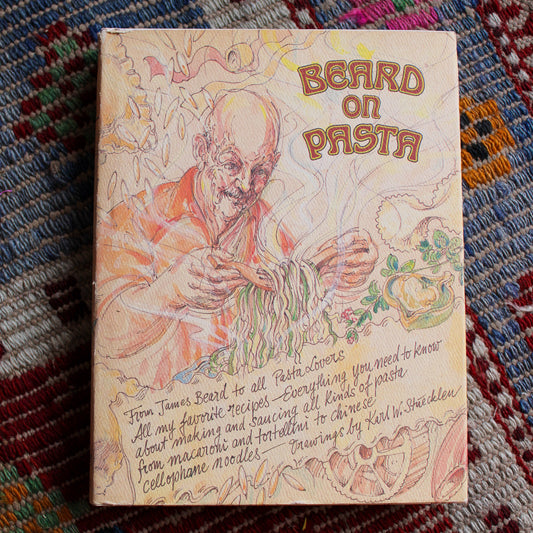 BEARD
on
PASTA
From James Beard to all Pasta Lovers
All my favorite recipes — Everything you need to know
about making and saucing all kinds of pasta
from macaroni and tortellini to chinese
cellophane noodles — Drawings by Karl W. Stuecklen